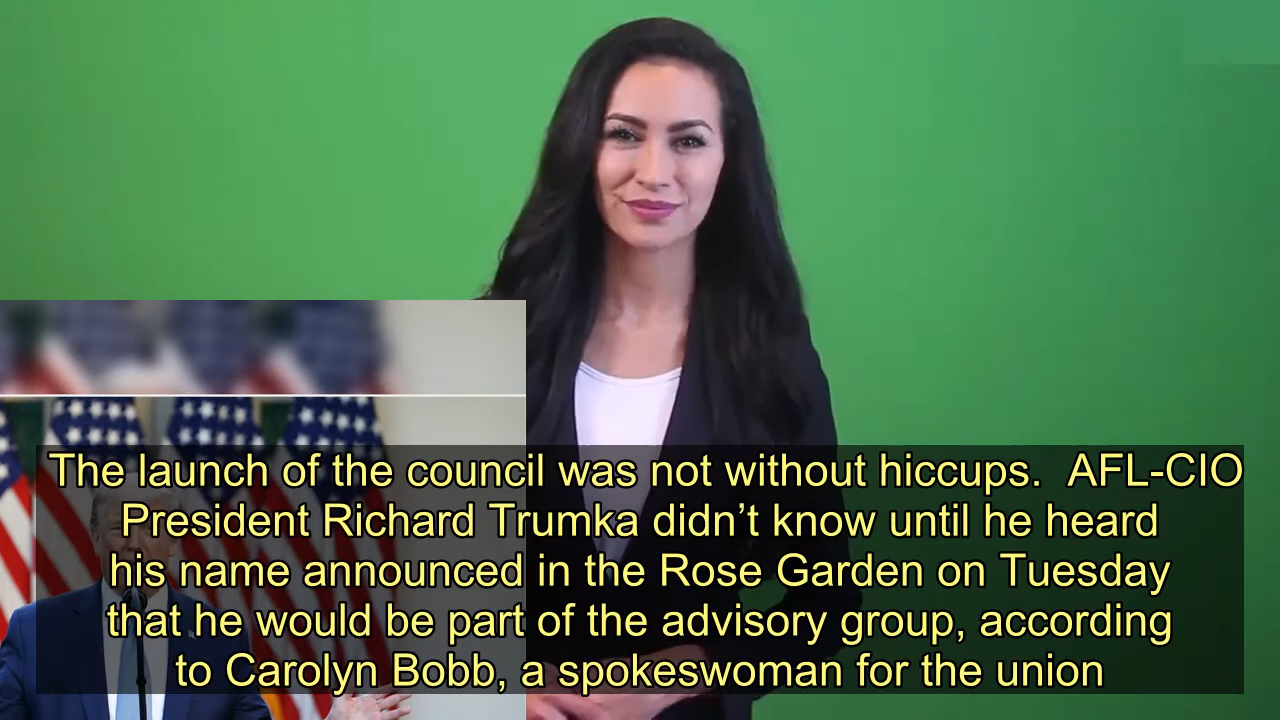 The launch of the council was not without hiccups.  AFL-CIO
President Richard Trumka didn’t know until he heard
his name announced in the Rose Garden on Tuesday
that he would be part of the advisory group, according
to Carolyn Bobb, a spokeswoman for the union